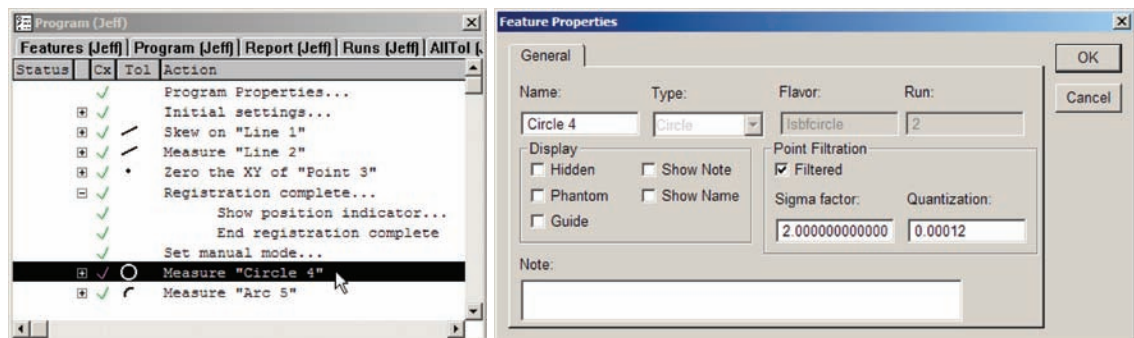 Program (Jeff)
Features (Jeff) Program (Jeff) Report (Jeff) Runs (Jeff) AllTol (
Status Cx Tol Action
Program Properties...
Initial settings...
Skew on "Line 1"
Measure "Line 2"
Zero the XY of "Point 3"
Registration complete...
Show position indicator...
End registration complete
Set manual mode...
Measure "Circle 4"
Measure "Arc 5"
Feature Properties
General
OK
Cancel
Name: Type: Flavor: Run:
Circle 4 Circle lsbfcircle 2
Display
Hidden Show Note
Phantom Show Name
Guide
Point Filtration
Filtered
Sigma factor: Quantization:
2.000000000000 0.00012
Note: